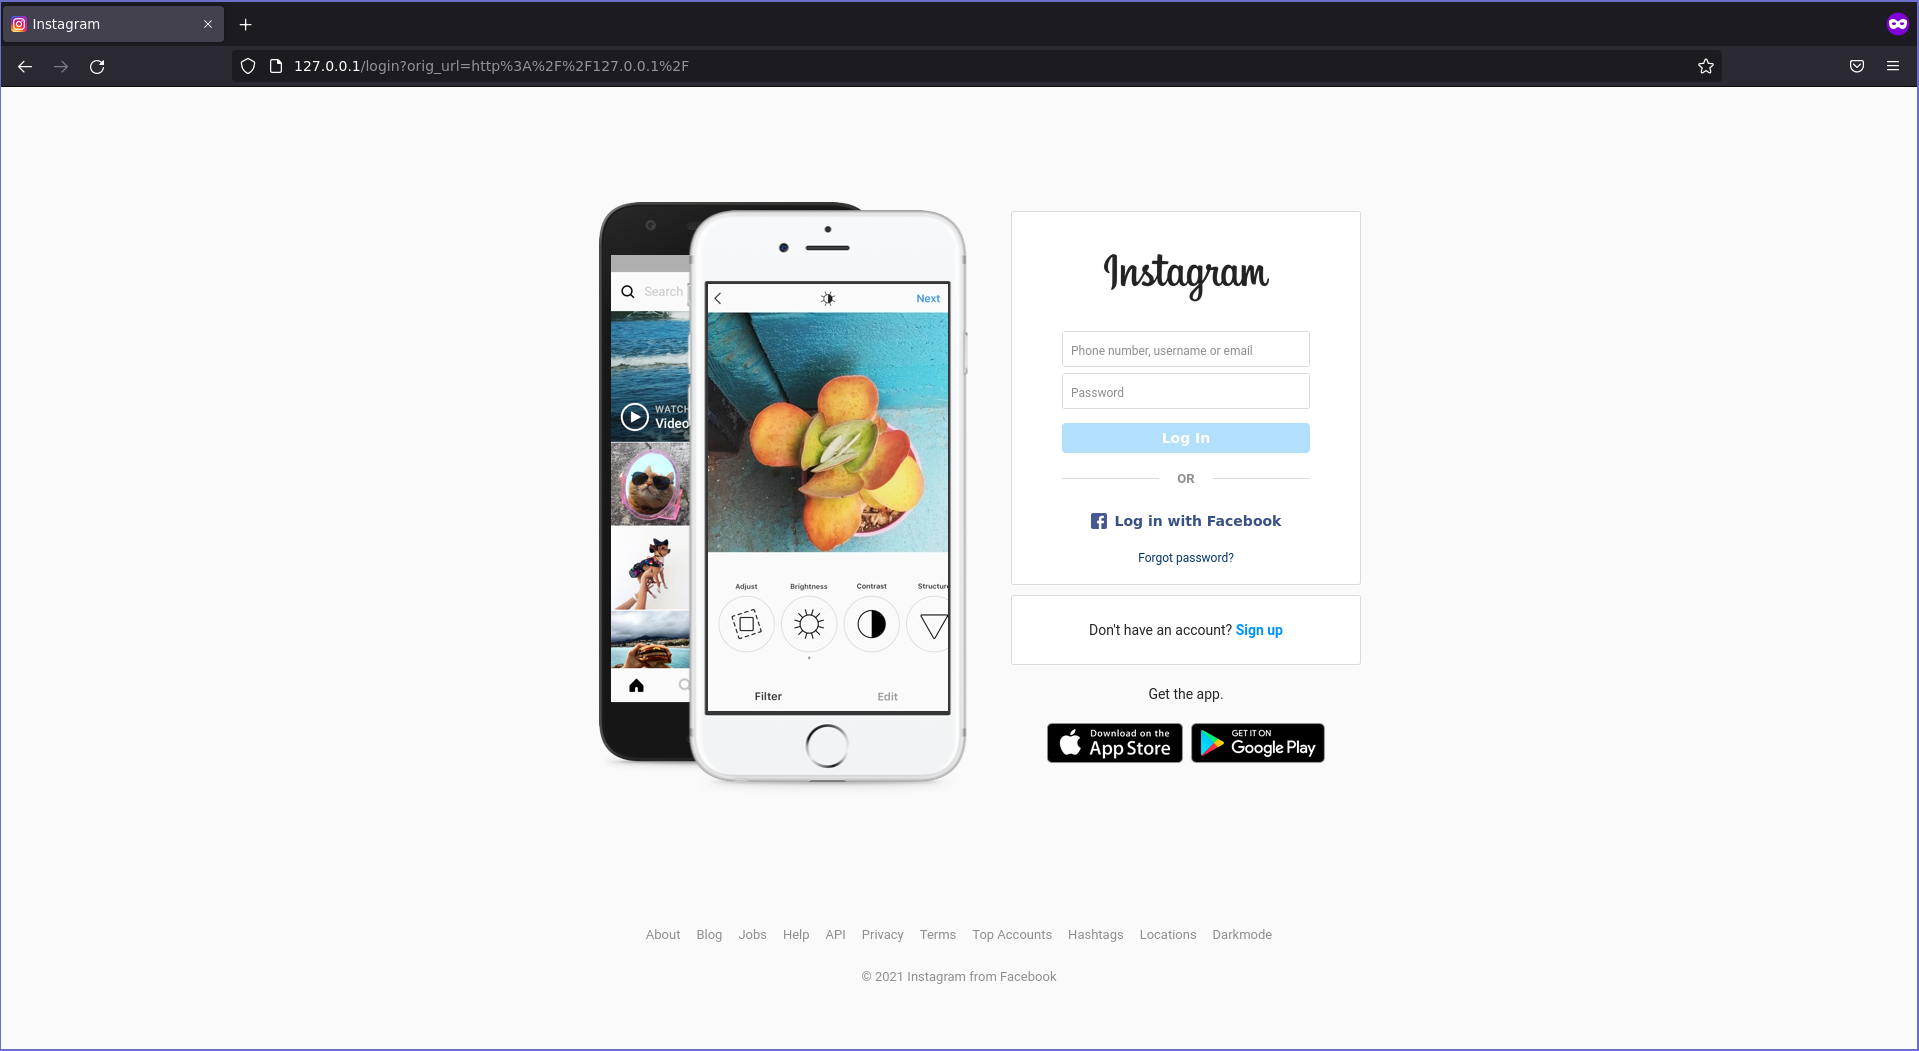 Instagram
127.0.0.1/login?orig_url=http%3A%2F%2F127.0.0.1%2F
Search
WATCH
Video
Next
Adjust Brightness Contrast Structure
Filter Edit
Instagram
Phone number, username or email
Password
Log In
OR
Log in with Facebook
Forgot password?
Don't have an account? Sign up
Get the app.
Download on the
App Store
GET IT ON
Google Play
About Blog Jobs Help API Privacy Terms Top Accounts Hashtags Locations Darkmode
© 2021 Instagram from Facebook